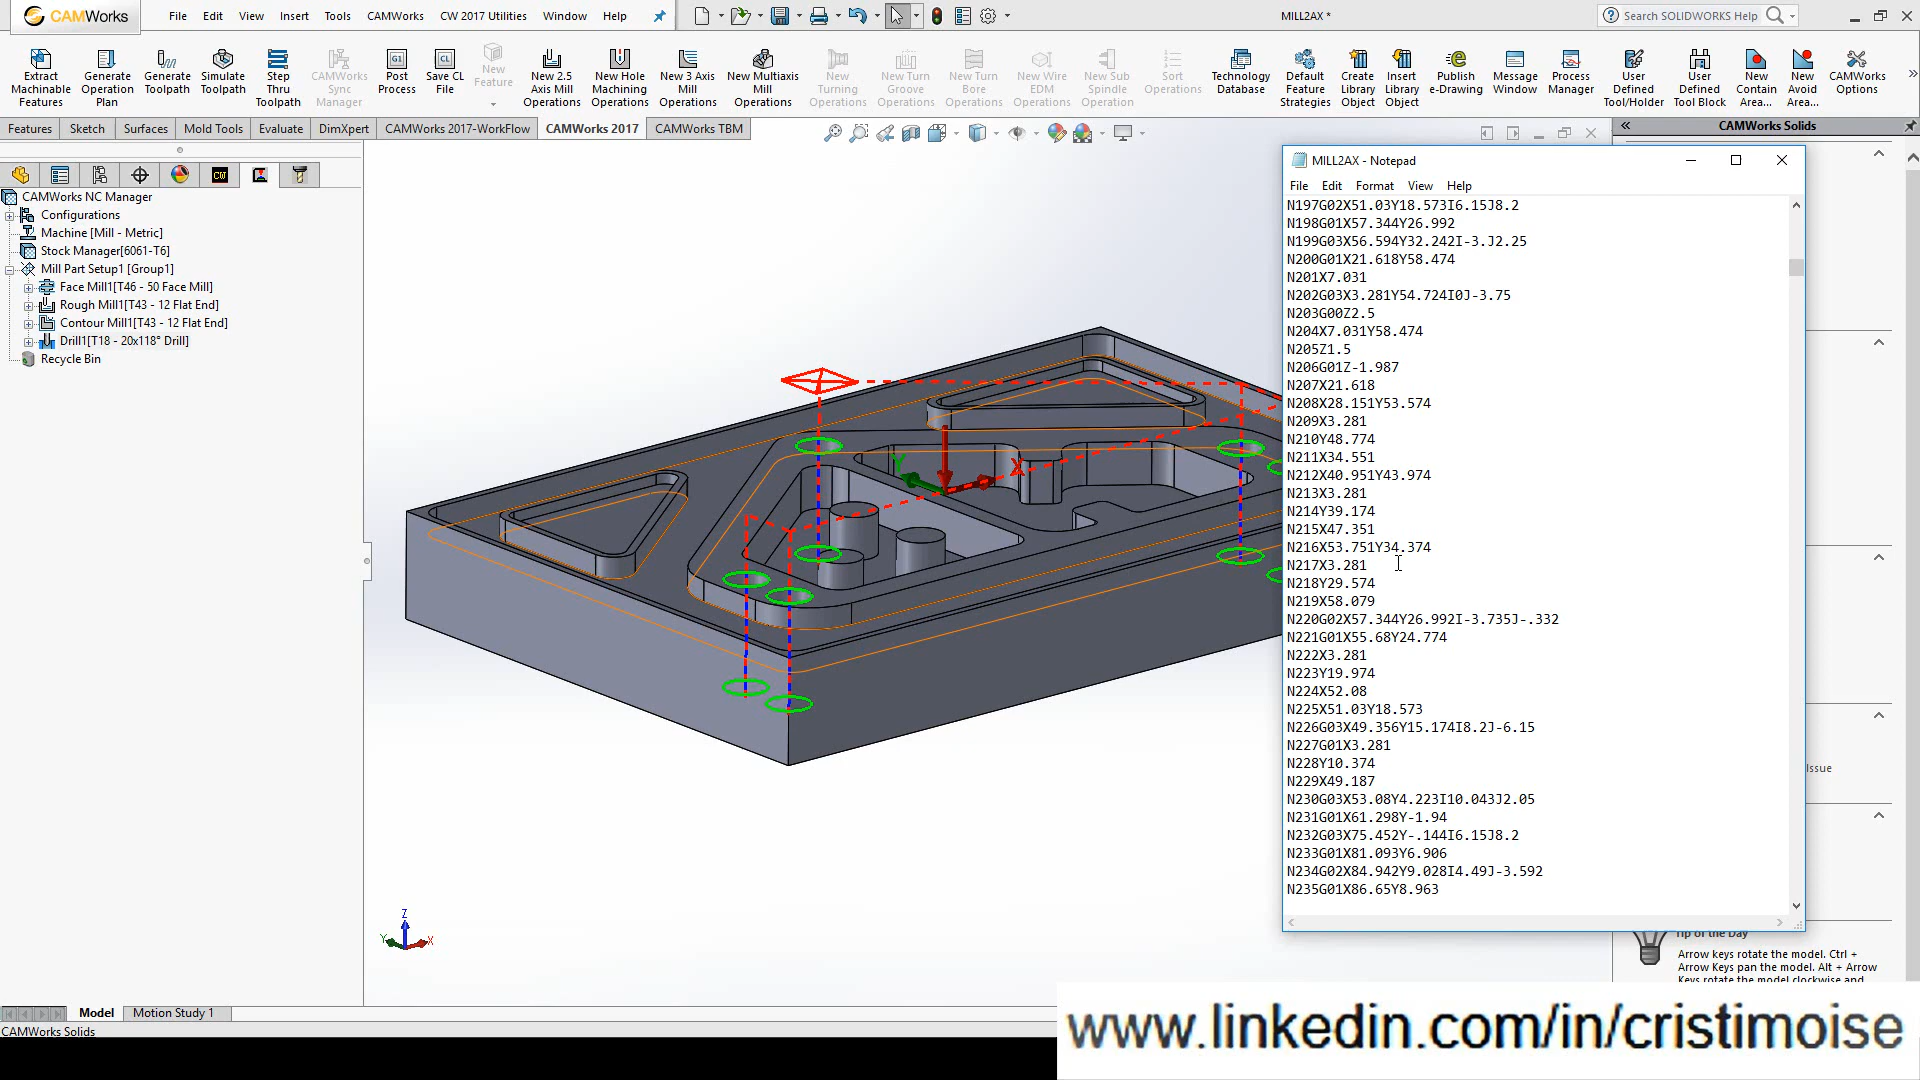 CAMWorks
File Edit View Insert Tools CAMWorks CW 2017 Utilities Window Help
MILL2AX *
Search SOLIDWORKS Help
Extract Machinable Features
Generate Operation Plan
Generate Toolpath
Simulate Toolpath
Step Thru Toolpath
CAMWorks Sync Manager
Post Process
Save CL File
New Feature
New 2.5 Axis Mill Operations
New Hole Machining Operations
New 3 Axis Mill Operations
New Multiaxis Mill Operations
New Turning Operations
New Turn Groove Operations
New Turn Bore Operations
New Wire EDM Operations
New Sub Spindle Operation
Sort Operations
Technology Database
Default Feature Strategies
Create Library Object
Insert Library Object
Publish e-Drawing
Message Window
Process Manager
User Defined Tool/Holder
User Defined Tool Block
New Contain Area...
New Avoid Area...
CAMWorks Options
Features Sketch Surfaces Mold Tools Evaluate DimXpert CAMWorks 2017-WorkFlow CAMWorks 2017 CAMWorks TBM
CAMWorks Solids
CAMWorks NC Manager
Configurations
Machine [Mill - Metric]
Stock Manager[6061-T6]
Mill Part Setup1 [Group1]
Face Mill1[T46 - 50 Face Mill]
Rough Mill1[T43 - 12 Flat End]
Contour Mill1[T43 - 12 Flat End]
Drill1[T18 - 20x118° Drill]
Recycle Bin
Y
X
Z
Y
X
MILL2AX - Notepad
File Edit Format View Help
N197G02X51.03Y18.573I6.15J8.2
N198G01X57.344Y26.992
N199G03X56.594Y32.242I-3.J2.25
N200G01X21.618Y58.474
N201X7.031
N202G03X3.281Y54.724I0J-3.75
N203G00Z2.5
N204X7.031Y58.474
N205Z1.5
N206G01Z-1.987
N207X21.618
N208X28.151Y53.574
N209X3.281
N210Y48.774
N211X34.551
N212X40.951Y43.974
N213X3.281
N214Y39.174
N215X47.351
N216X53.751Y34.374
N217X3.281
N218Y29.574
N219X58.079
N220G02X57.344Y26.992I-3.735J-.332
N221G01X55.68Y24.774
N222X3.281
N223Y19.974
N224X52.08
N225X51.03Y18.573
N226G03X49.356Y15.174I8.2J-6.15
N227G01X3.281
N228Y10.374
N229X49.187
N230G03X53.08Y4.223I10.043J2.05
N231G01X61.298Y-1.94
N232G03X75.452Y-.144I6.15J8.2
N233G01X81.093Y6.906
N234G02X84.942Y9.028I4.49J-3.592
N235G01X86.65Y8.963
Issue
Tip of the Day
Arrow keys rotate the model. Ctrl +
Arrow Keys pan the model. Alt + Arrow
Keys rotate the model clockwise and
Model Motion Study 1
CAMWorks Solids
www.linkedin.com/in/cristimoise